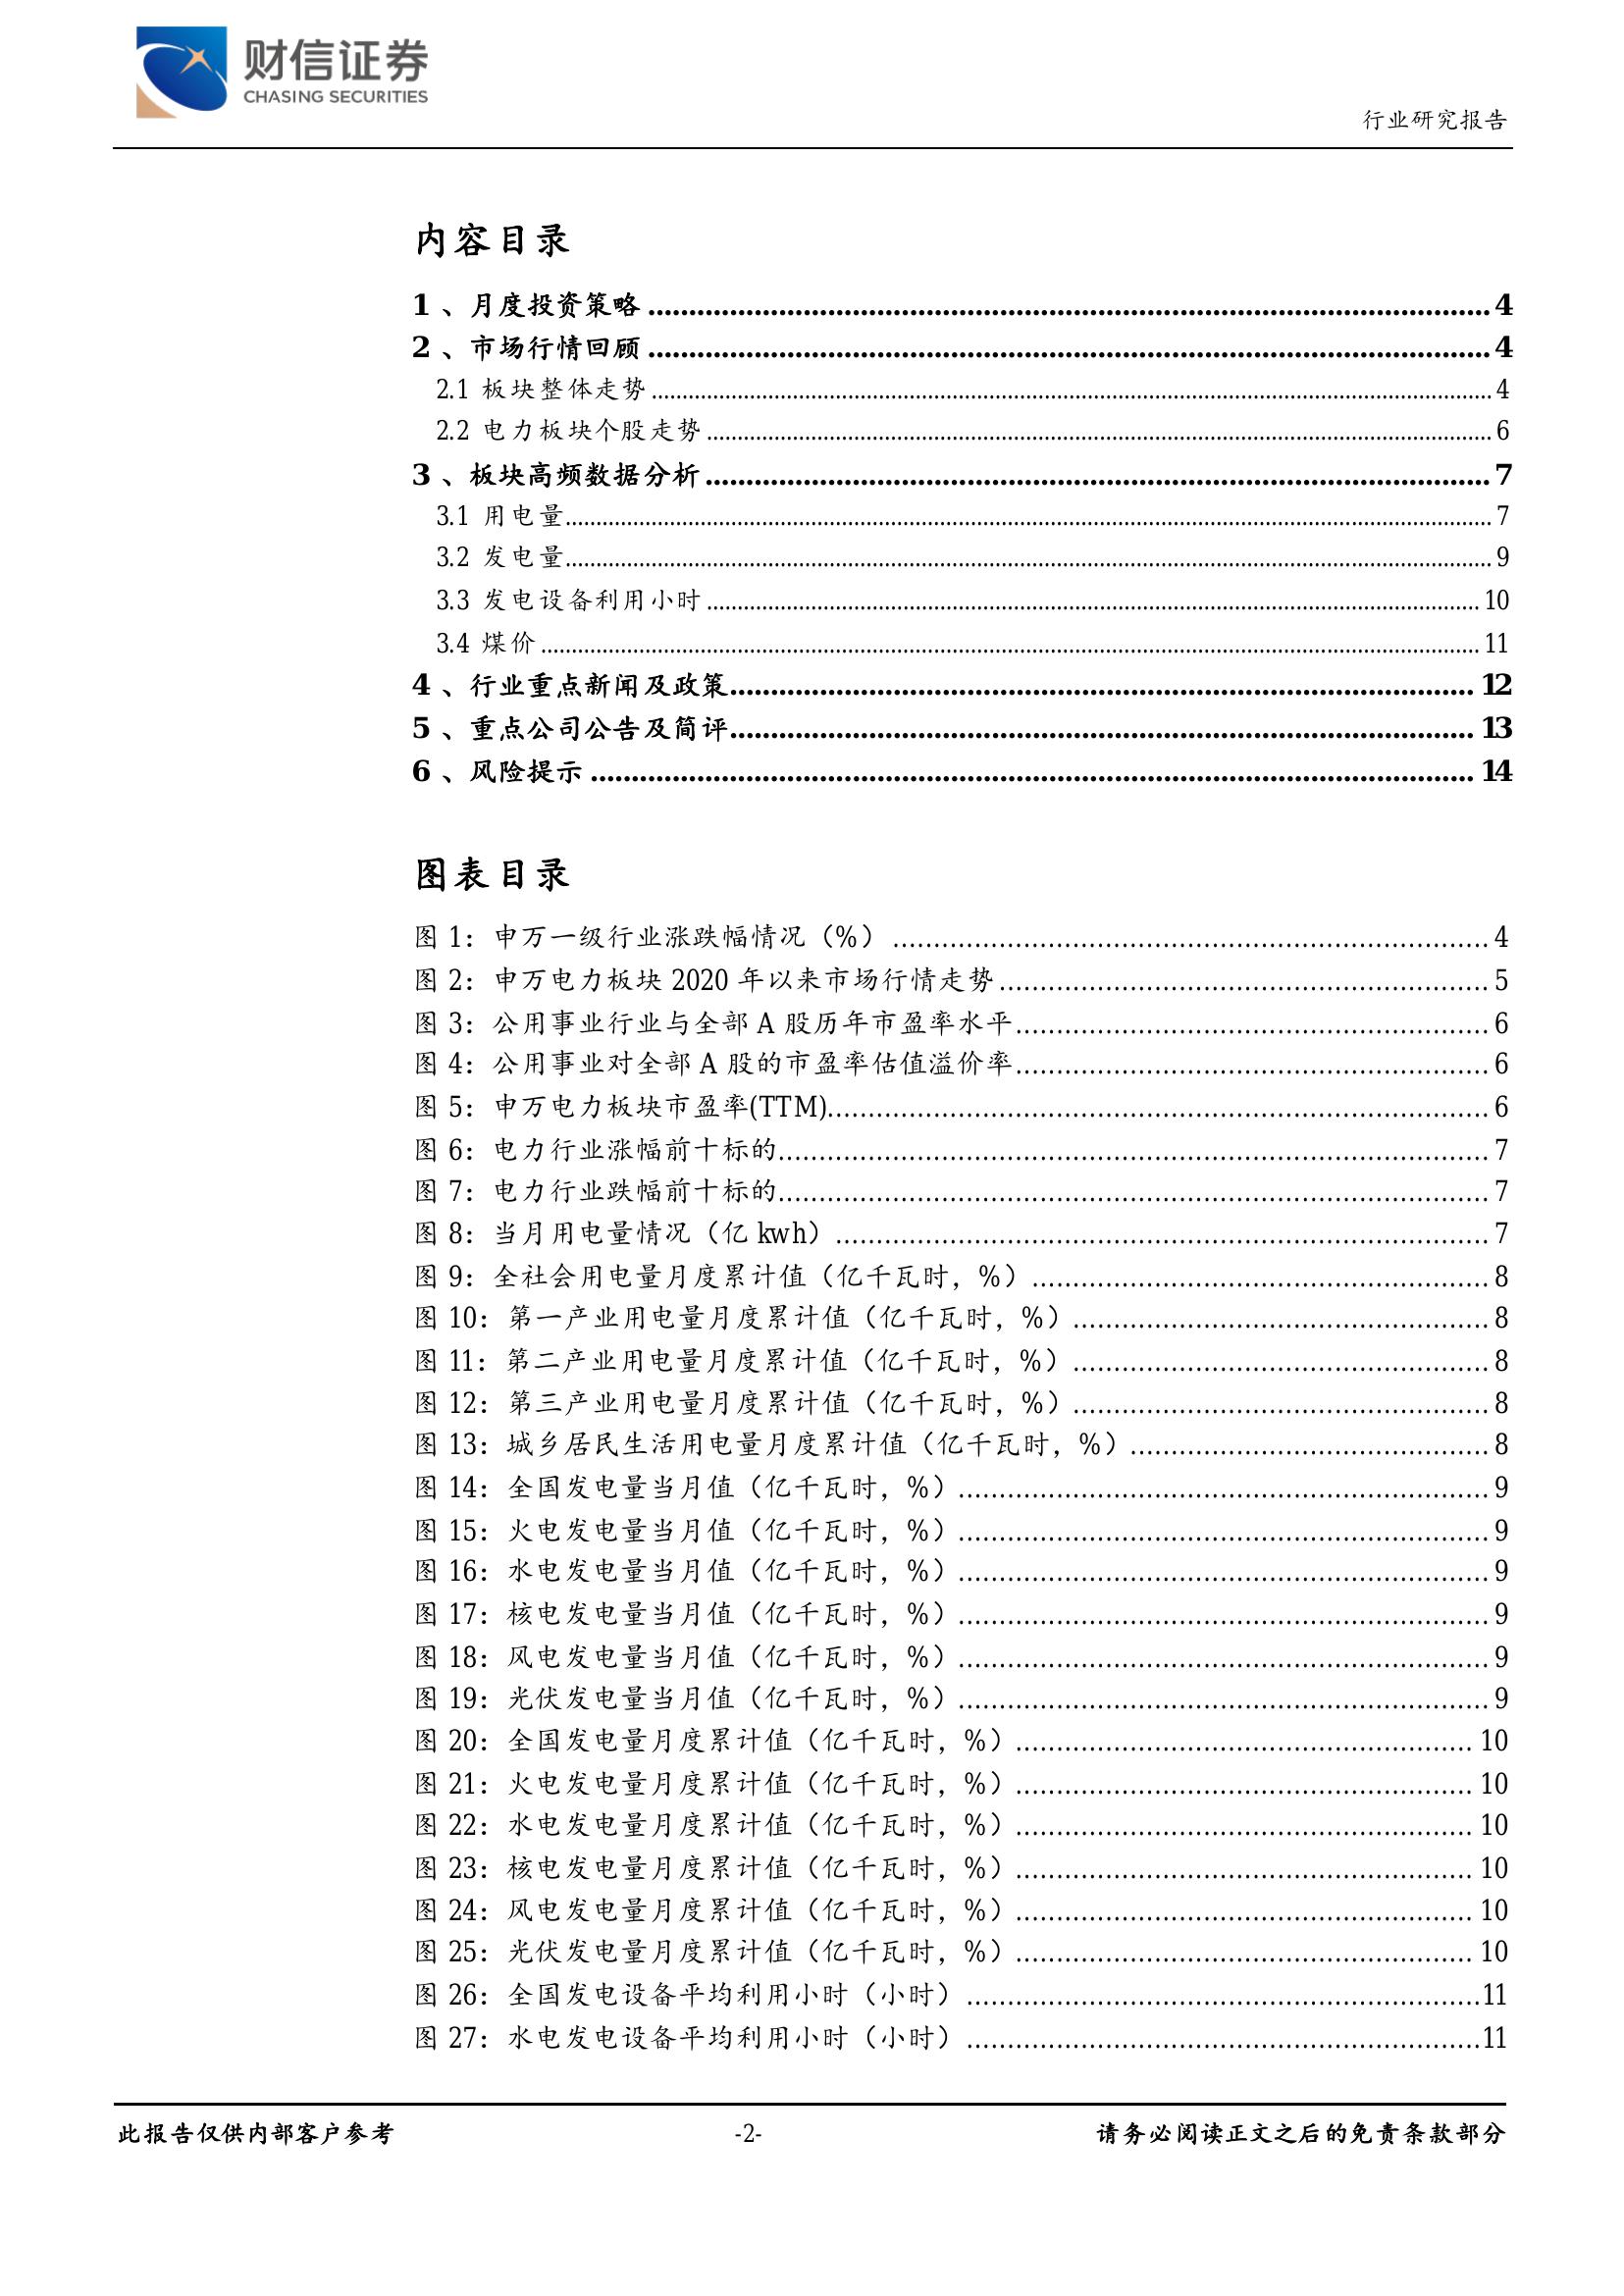 财信证券
CHASING SECURITIES
行业研究报告
内容目录
1 、月度投资策略 ........ 4
2 、市场行情回顾 ........ 4
2.1 板块整体走势 ........ 4
2.2 电力板块个股走势 ........ 6
3 、板块高频数据分析 ........ 7
3.1 用电量 ........ 7
3.2 发电量 ........ 9
3.3 发电设备利用小时 ........ 10
3.4 煤价 ........ 11
4 、行业重点新闻及政策 ........ 12
5 、重点公司公告及简评 ........ 13
6 、风险提示 ........ 14
图表目录
图 1：申万一级行业涨跌幅情况（%） ........ 4
图 2：申万电力板块 2020 年以来市场行情走势 ........ 5
图 3：公用事业行业与全部 A 股历年市盈率水平 ........ 6
图 4：公用事业对全部 A 股的市盈率估值溢价率 ........ 6
图 5：申万电力板块市盈率(TTM) ........ 6
图 6：电力行业涨幅前十标的 ........ 7
图 7：电力行业跌幅前十标的 ........ 7
图 8：当月用电量情况（亿 kwh） ........ 7
图 9：全社会用电量月度累计值（亿千瓦时，%） ........ 8
图 10：第一产业用电量月度累计值（亿千瓦时，%） ........ 8
图 11：第二产业用电量月度累计值（亿千瓦时，%） ........ 8
图 12：第三产业用电量月度累计值（亿千瓦时，%） ........ 8
图 13：城乡居民生活用电量月度累计值（亿千瓦时，%） ........ 8
图 14：全国发电量当月值（亿千瓦时，%） ........ 9
图 15：火电发电量当月值（亿千瓦时，%） ........ 9
图 16：水电发电量当月值（亿千瓦时，%） ........ 9
图 17：核电发电量当月值（亿千瓦时，%） ........ 9
图 18：风电发电量当月值（亿千瓦时，%） ........ 9
图 19：光伏发电量当月值（亿千瓦时，%） ........ 9
图 20：全国发电量月度累计值（亿千瓦时，%） ........ 10
图 21：火电发电量月度累计值（亿千瓦时，%） ........ 10
图 22：水电发电量月度累计值（亿千瓦时，%） ........ 10
图 23：核电发电量月度累计值（亿千瓦时，%） ........ 10
图 24：风电发电量月度累计值（亿千瓦时，%） ........ 10
图 25：光伏发电量月度累计值（亿千瓦时，%） ........ 10
图 26：全国发电设备平均利用小时（小时） ........ 11
图 27：水电发电设备平均利用小时（小时） ........ 11
此报告仅供内部客户参考 -2- 请务必阅读正文之后的免责条款部分